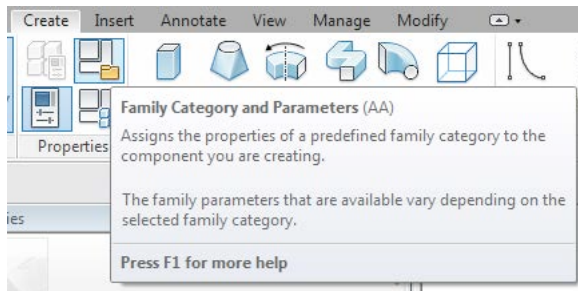 Create Insert Annotate View Manage Modify
Family Category and Parameters (AA)
Assigns the properties of a predefined family category to the
component you are creating.
The family parameters that are available vary depending on the
selected family category.
Press F1 for more help
Properties
ies